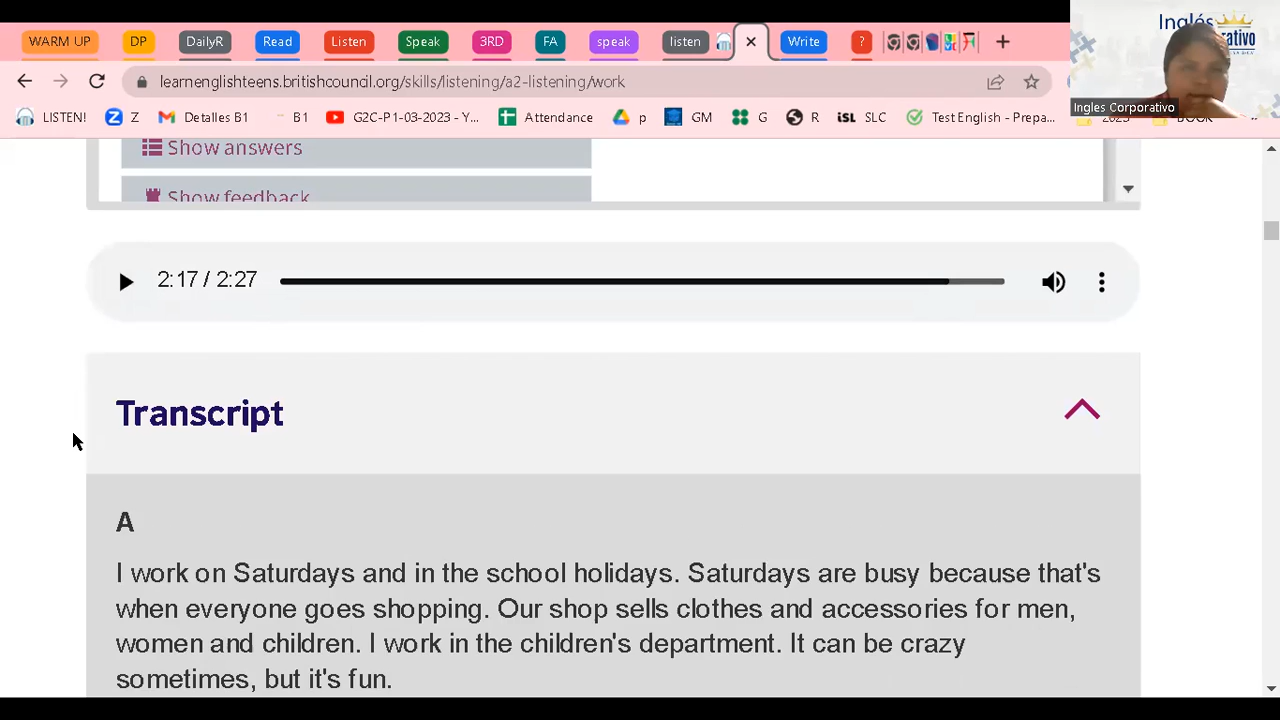 WARM UP DP DailyR Read Listen Speak 3RD FA speak listen Write ?
Inglés
learnenglishteens.britishcouncil.org/skills/listening/a2-listening/work
Ingles Corporativo
LISTEN! Z Detalles B1 B1 G2C-P1-03-2023- Y... Attendance p GM G R iSL SLC Test English - Prepa...
Show answers
Show feedback
2:17 / 2:27
Transcript
A
I work on Saturdays and in the school holidays. Saturdays are busy because that's
when everyone goes shopping. Our shop sells clothes and accessories for men,
women and children. I work in the children's department. It can be crazy
sometimes, but it's fun.